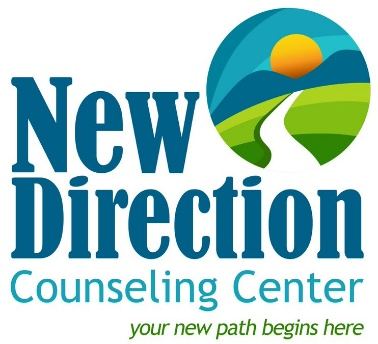 New
Direction
Counseling Center
your new path begins here